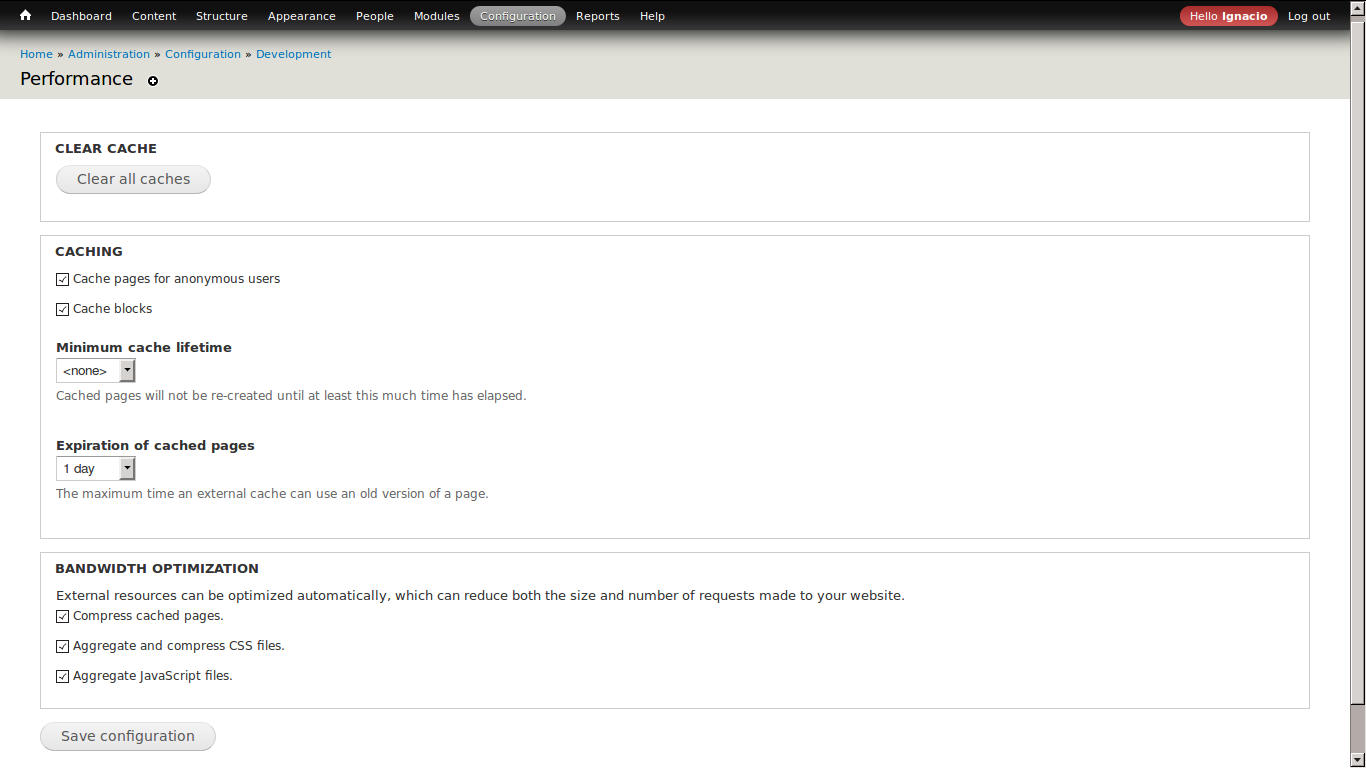 Dashboard Content Structure Appearance People Modules Configuration Reports Help Hello Ignacio Log out
Home » Administration » Configuration » Development
Performance
CLEAR CACHE
Clear all caches
CACHING
Cache pages for anonymous users
Cache blocks
Minimum cache lifetime
<none>
Cached pages will not be re-created until at least this much time has elapsed.
Expiration of cached pages
1 day
The maximum time an external cache can use an old version of a page.
BANDWIDTH OPTIMIZATION
External resources can be optimized automatically, which can reduce both the size and number of requests made to your website.
Compress cached pages.
Aggregate and compress CSS files.
Aggregate JavaScript files.
Save configuration